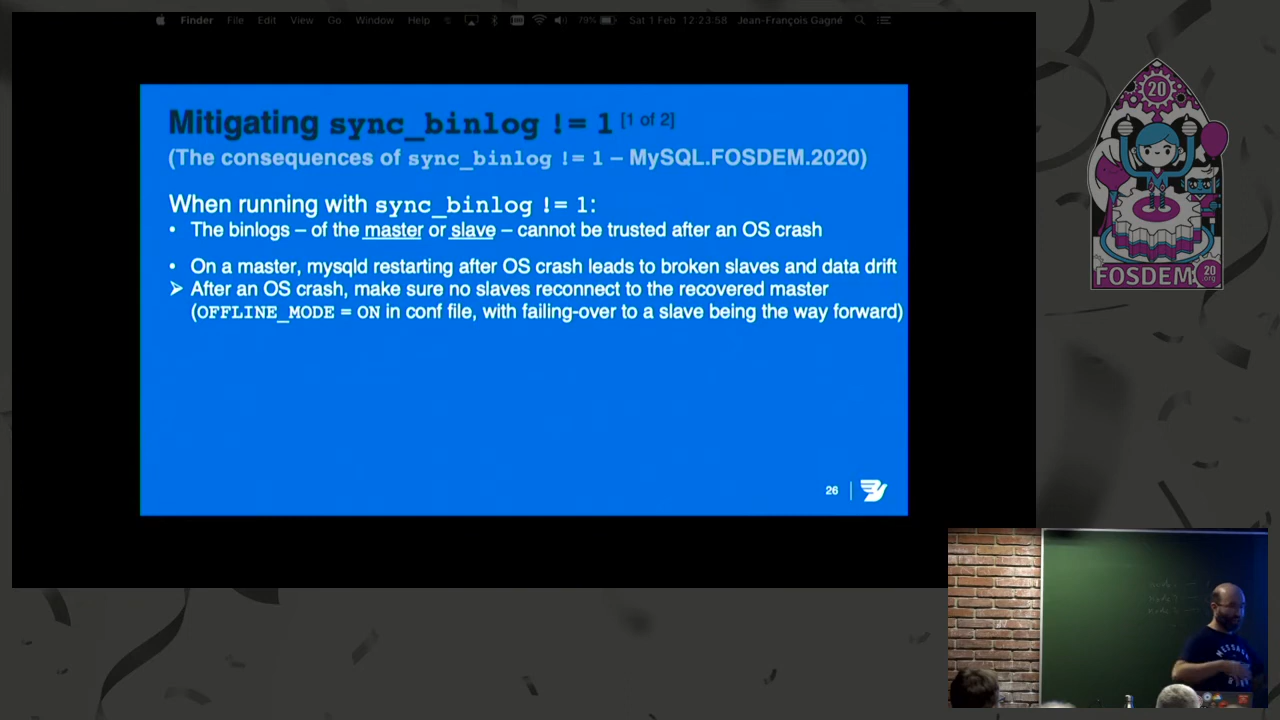 Finder File Edit View Go Window Help 79% Sat 1 Feb 12:23:58 Jean-François Gagné
Mitigating sync_binlog != 1 [1 of 2]
(The consequences of sync_binlog != 1 – MySQL.FOSDEM.2020)
When running with sync_binlog != 1:
• The binlogs – of the master or slave – cannot be trusted after an OS crash
• On a master, mysqld restarting after OS crash leads to broken slaves and data drift
➤ After an OS crash, make sure no slaves reconnect to the recovered master
(OFFLINE_MODE = ON in conf file, with failing-over to a slave being the way forward)
26
20
FOSDEM 20
.org
MESSAGE